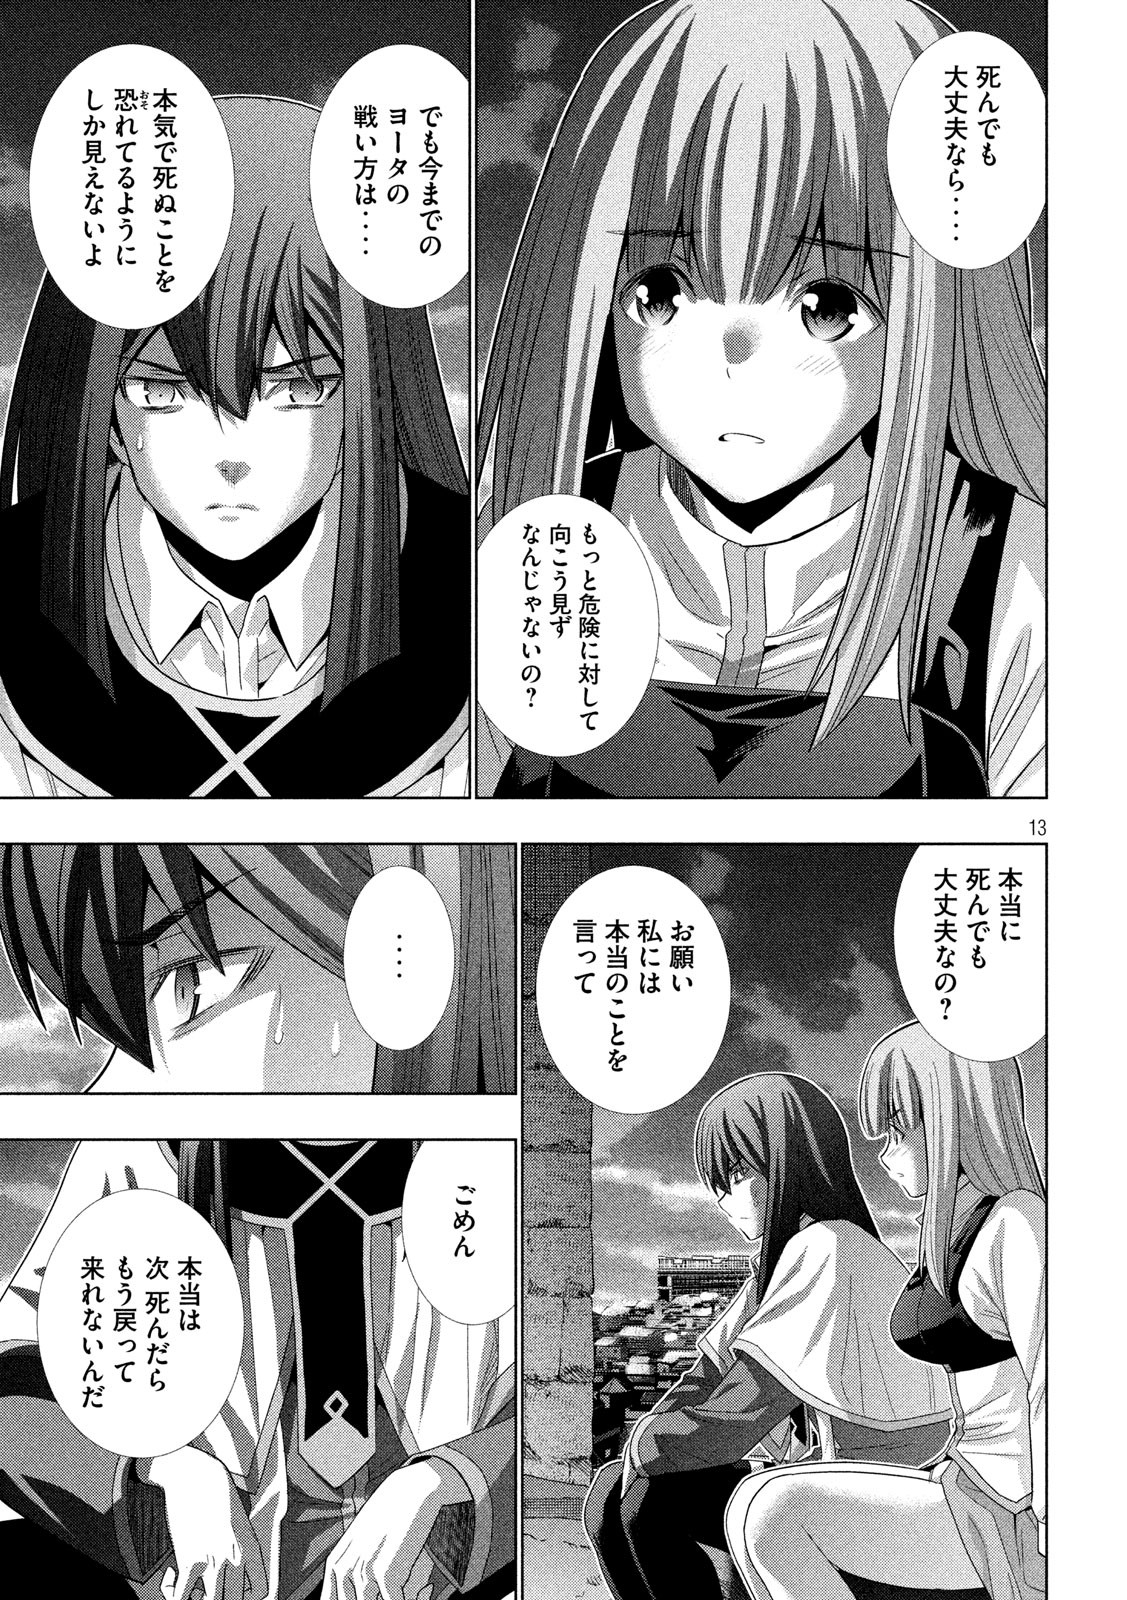 死んでも
大丈夫なら‥‥
もっと危険に対して
向こう見ず
なんじゃないの?
でも今までの
ヨータの
戦い方は‥‥
本気で死ぬことを
恐れてるように
おそ
しか見えないよ
13
本当に
死んでも
大丈夫なの?
お願い
私には
本当のことを
言って
‥‥
ごめん
本当は
次 死んだら
もう戻って
来れないんだ